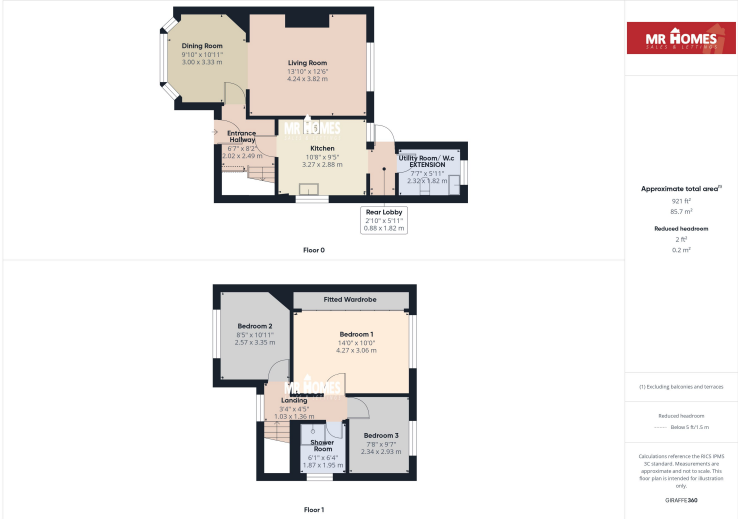 Dining Room
9'10" x 10'11"
3.00 x 3.33 m
Living Room
13'10" x 12'6"
4.24 x 3.82 m
MR HOMES
Entrance
Hallway
6'7" x 8'2"
2.02 x 2.49 m
Kitchen
10'8" x 9'5"
3.27 x 2.88 m
Utility Room/ W.c
EXTENSION
7'7" x 5'11"
2.32 x 1.82 m
Rear Lobby
2'10" x 5'11"
0.88 x 1.82 m
Floor 0
Fitted Wardrobe
Bedroom 2
8'5" x 10'11"
2.57 x 3.35 m
Bedroom 1
14'0" x 10'0"
4.27 x 3.06 m
MR HOMES
Landing
3'4" x 4'5"
1.03 x 1.36 m
Shower
Room
6'1" x 6'4"
1.87 x 1.95 m
Bedroom 3
7'8" x 9'7"
2.34 x 2.93 m
Floor 1
MR HOMES
SALES & LETTINGS
Approximate total area(1)
921 ft²
85.7 m²
Reduced headroom
2 ft²
0.2 m²
(1) Excluding balconies and terraces
Reduced headroom
Below 5 ft/1.5 m
Calculations reference the RICS IPMS
3C standard. Measurements are
approximate and not to scale. This
floor plan is intended for illustration
only.
GIRAFFE360